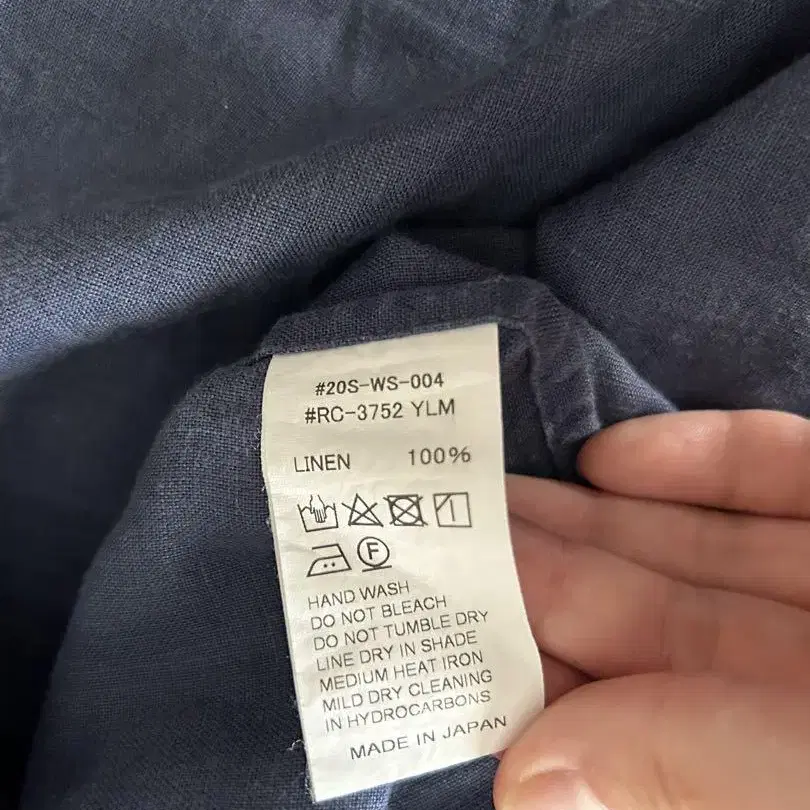 #20S-WS-004
#RC-3752 YLM
LINEN 100%
F
HAND WASH
DO NOT BLEACH
DO NOT TUMBLE DRY
LINE DRY IN SHADE
MEDIUM HEAT IRON
MILD DRY CLEANING
IN HYDROCARBONS
MADE IN JAPAN